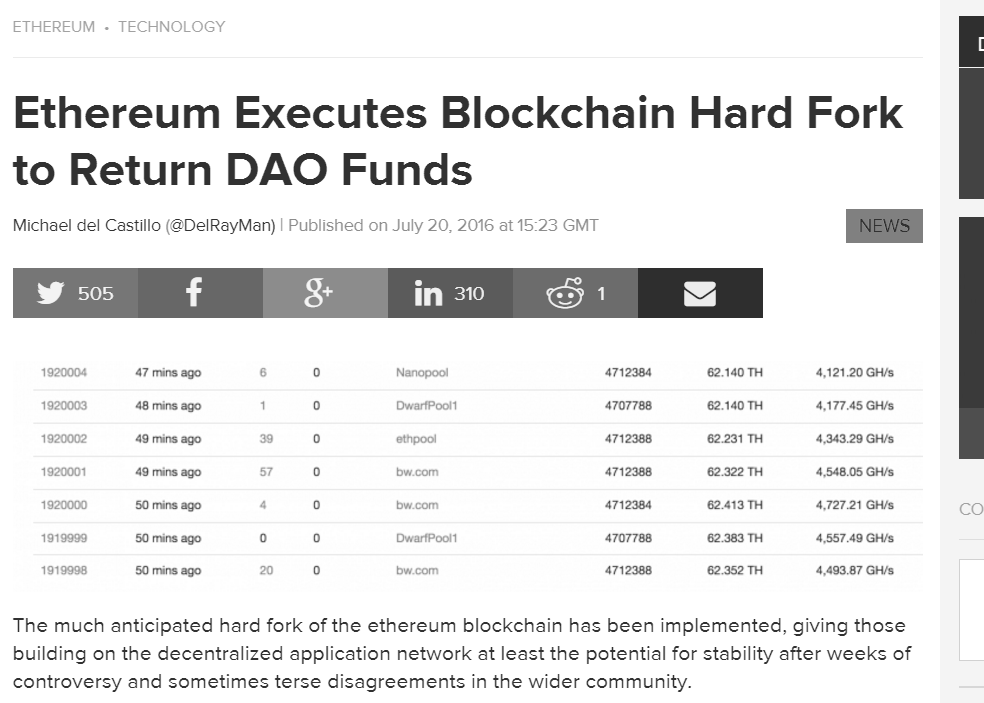 ETHEREUM • TECHNOLOGY
Ethereum Executes Blockchain Hard Fork
to Return DAO Funds
Michael del Castillo (@DelRayMan) | Published on July 20, 2016 at 15:23 GMT
NEWS
505
310
1
1920004 47 mins ago 6 0 Nanopool 4712384 62.140 TH 4,121.20 GH/s
1920003 48 mins ago 1 0 DwarfPool1 4707788 62.140 TH 4,177.45 GH/s
1920002 49 mins ago 39 0 ethpool 4712388 62.231 TH 4,343.29 GH/s
1920001 49 mins ago 57 0 bw.com 4712388 62.322 TH 4,548.05 GH/s
1920000 50 mins ago 4 0 bw.com 4712384 62.413 TH 4,727.21 GH/s
1919999 50 mins ago 0 0 DwarfPool1 4707788 62.383 TH 4,557.49 GH/s
1919998 50 mins ago 20 0 bw.com 4712388 62.352 TH 4,493.87 GH/s
The much anticipated hard fork of the ethereum blockchain has been implemented, giving those
building on the decentralized application network at least the potential for stability after weeks of
controversy and sometimes terse disagreements in the wider community.
CO